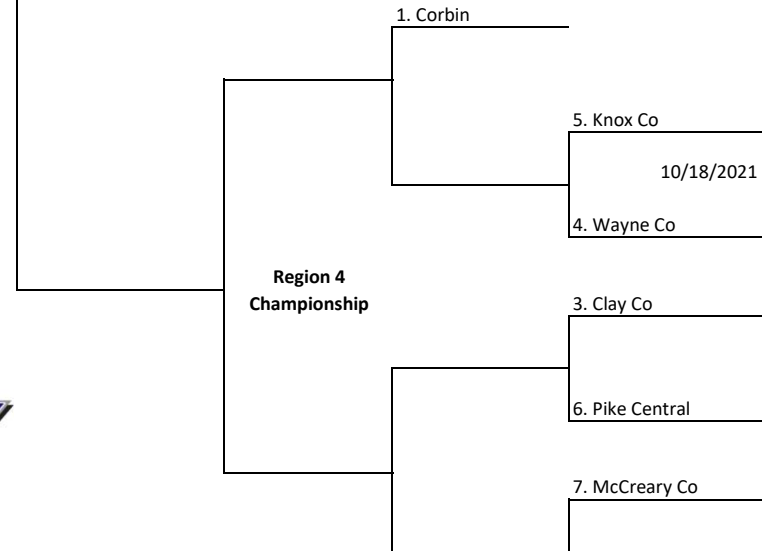 1. Corbin
5. Knox Co
10/18/2021
4. Wayne Co
Region 4
Championship
3. Clay Co
6. Pike Central
7. McCreary Co